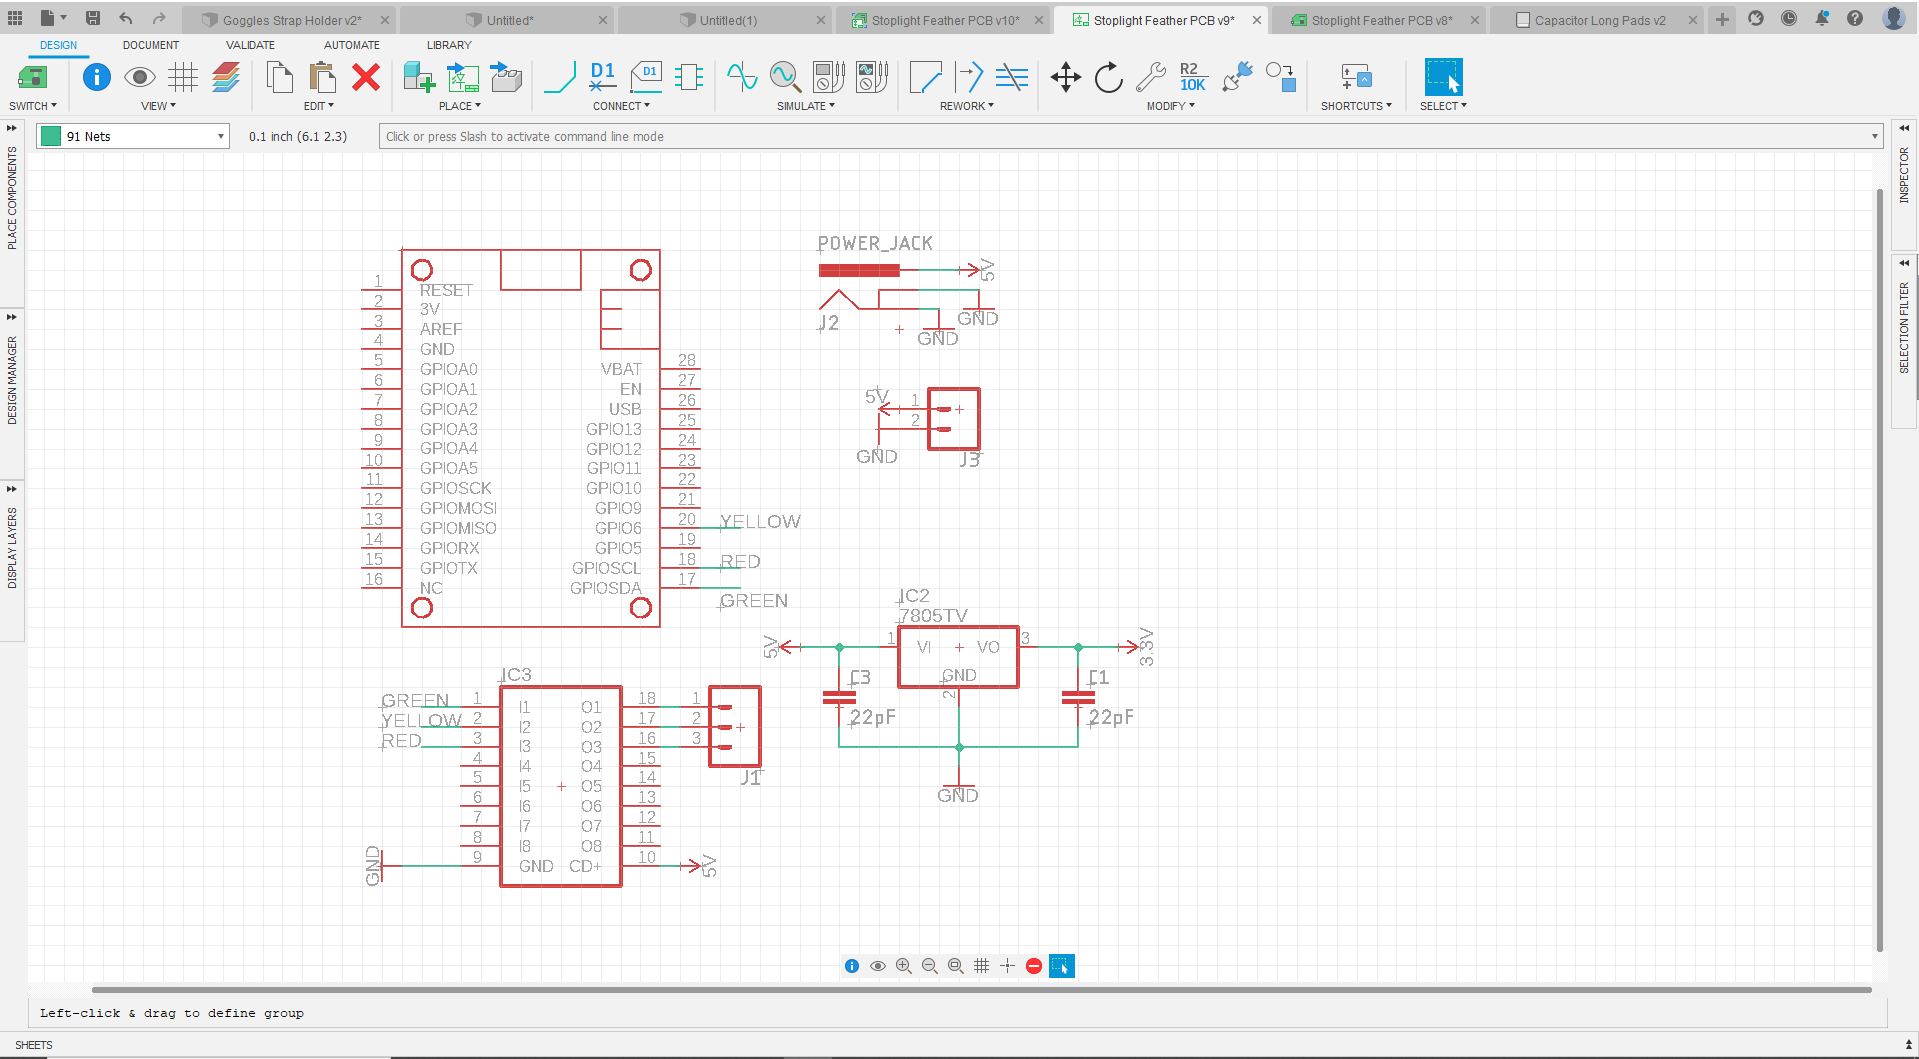 Goggles Strap Holder v2*
Untitled*
Untitled(1)
Stoplight Feather PCB v10*
Stoplight Feather PCB v9*
Stoplight Feather PCB v8*
Capacitor Long Pads v2
DESIGN
DOCUMENT
VALIDATE
AUTOMATE
LIBRARY
D1
D1
R2
10K
SWITCH
VIEW
EDIT
PLACE
CONNECT
SIMULATE
REWORK
MODIFY
SHORTCUTS
SELECT
91 Nets
0.1 inch (6.1 2.3)
Click or press Slash to activate command line mode
PLACE COMPONENTS
DESIGN MANAGER
DISPLAY LAYERS
INSPECTOR
SELECTION FILTER
1 RESET
2 3V
3 AREF
4 GND
5 GPIOA0
6 GPIOA1
7 GPIOA2
8 GPIOA3
9 GPIOA4
10 GPIOA5
11 GPIOSCK
12 GPIOMOSI
13 GPIOMISO
14 GPIORX
15 GPIOTX
16 NC
VBAT 28
EN 27
USB 26
GPIO13 25
GPIO12 24
GPIO11 23
GPIO10 22
GPIO9 21
GPIO6 20 YELLOW
GPIO5 19
GPIOSCL 18 RED
GPIOSDA 17
GREEN
POWER_JACK
5V
J2
GND
GND
5V
1
2
GND
J3
IC2
7805TV
5V
1 VI VO 3
3.3V
GND
2
C3
22pF
C1
22pF
GND
IC3
GREEN 1 I1 O1 18 1
YELLOW 2 I2 O2 17 2
RED 3 I3 O3 16 3
4 I4 O4 15
5 I5 O5 14
6 I6 O6 13
7 I7 O7 12
8 I8 O8 11
9 GND CD+ 10
J1
GND
5V
Left-click & drag to define group
SHEETS